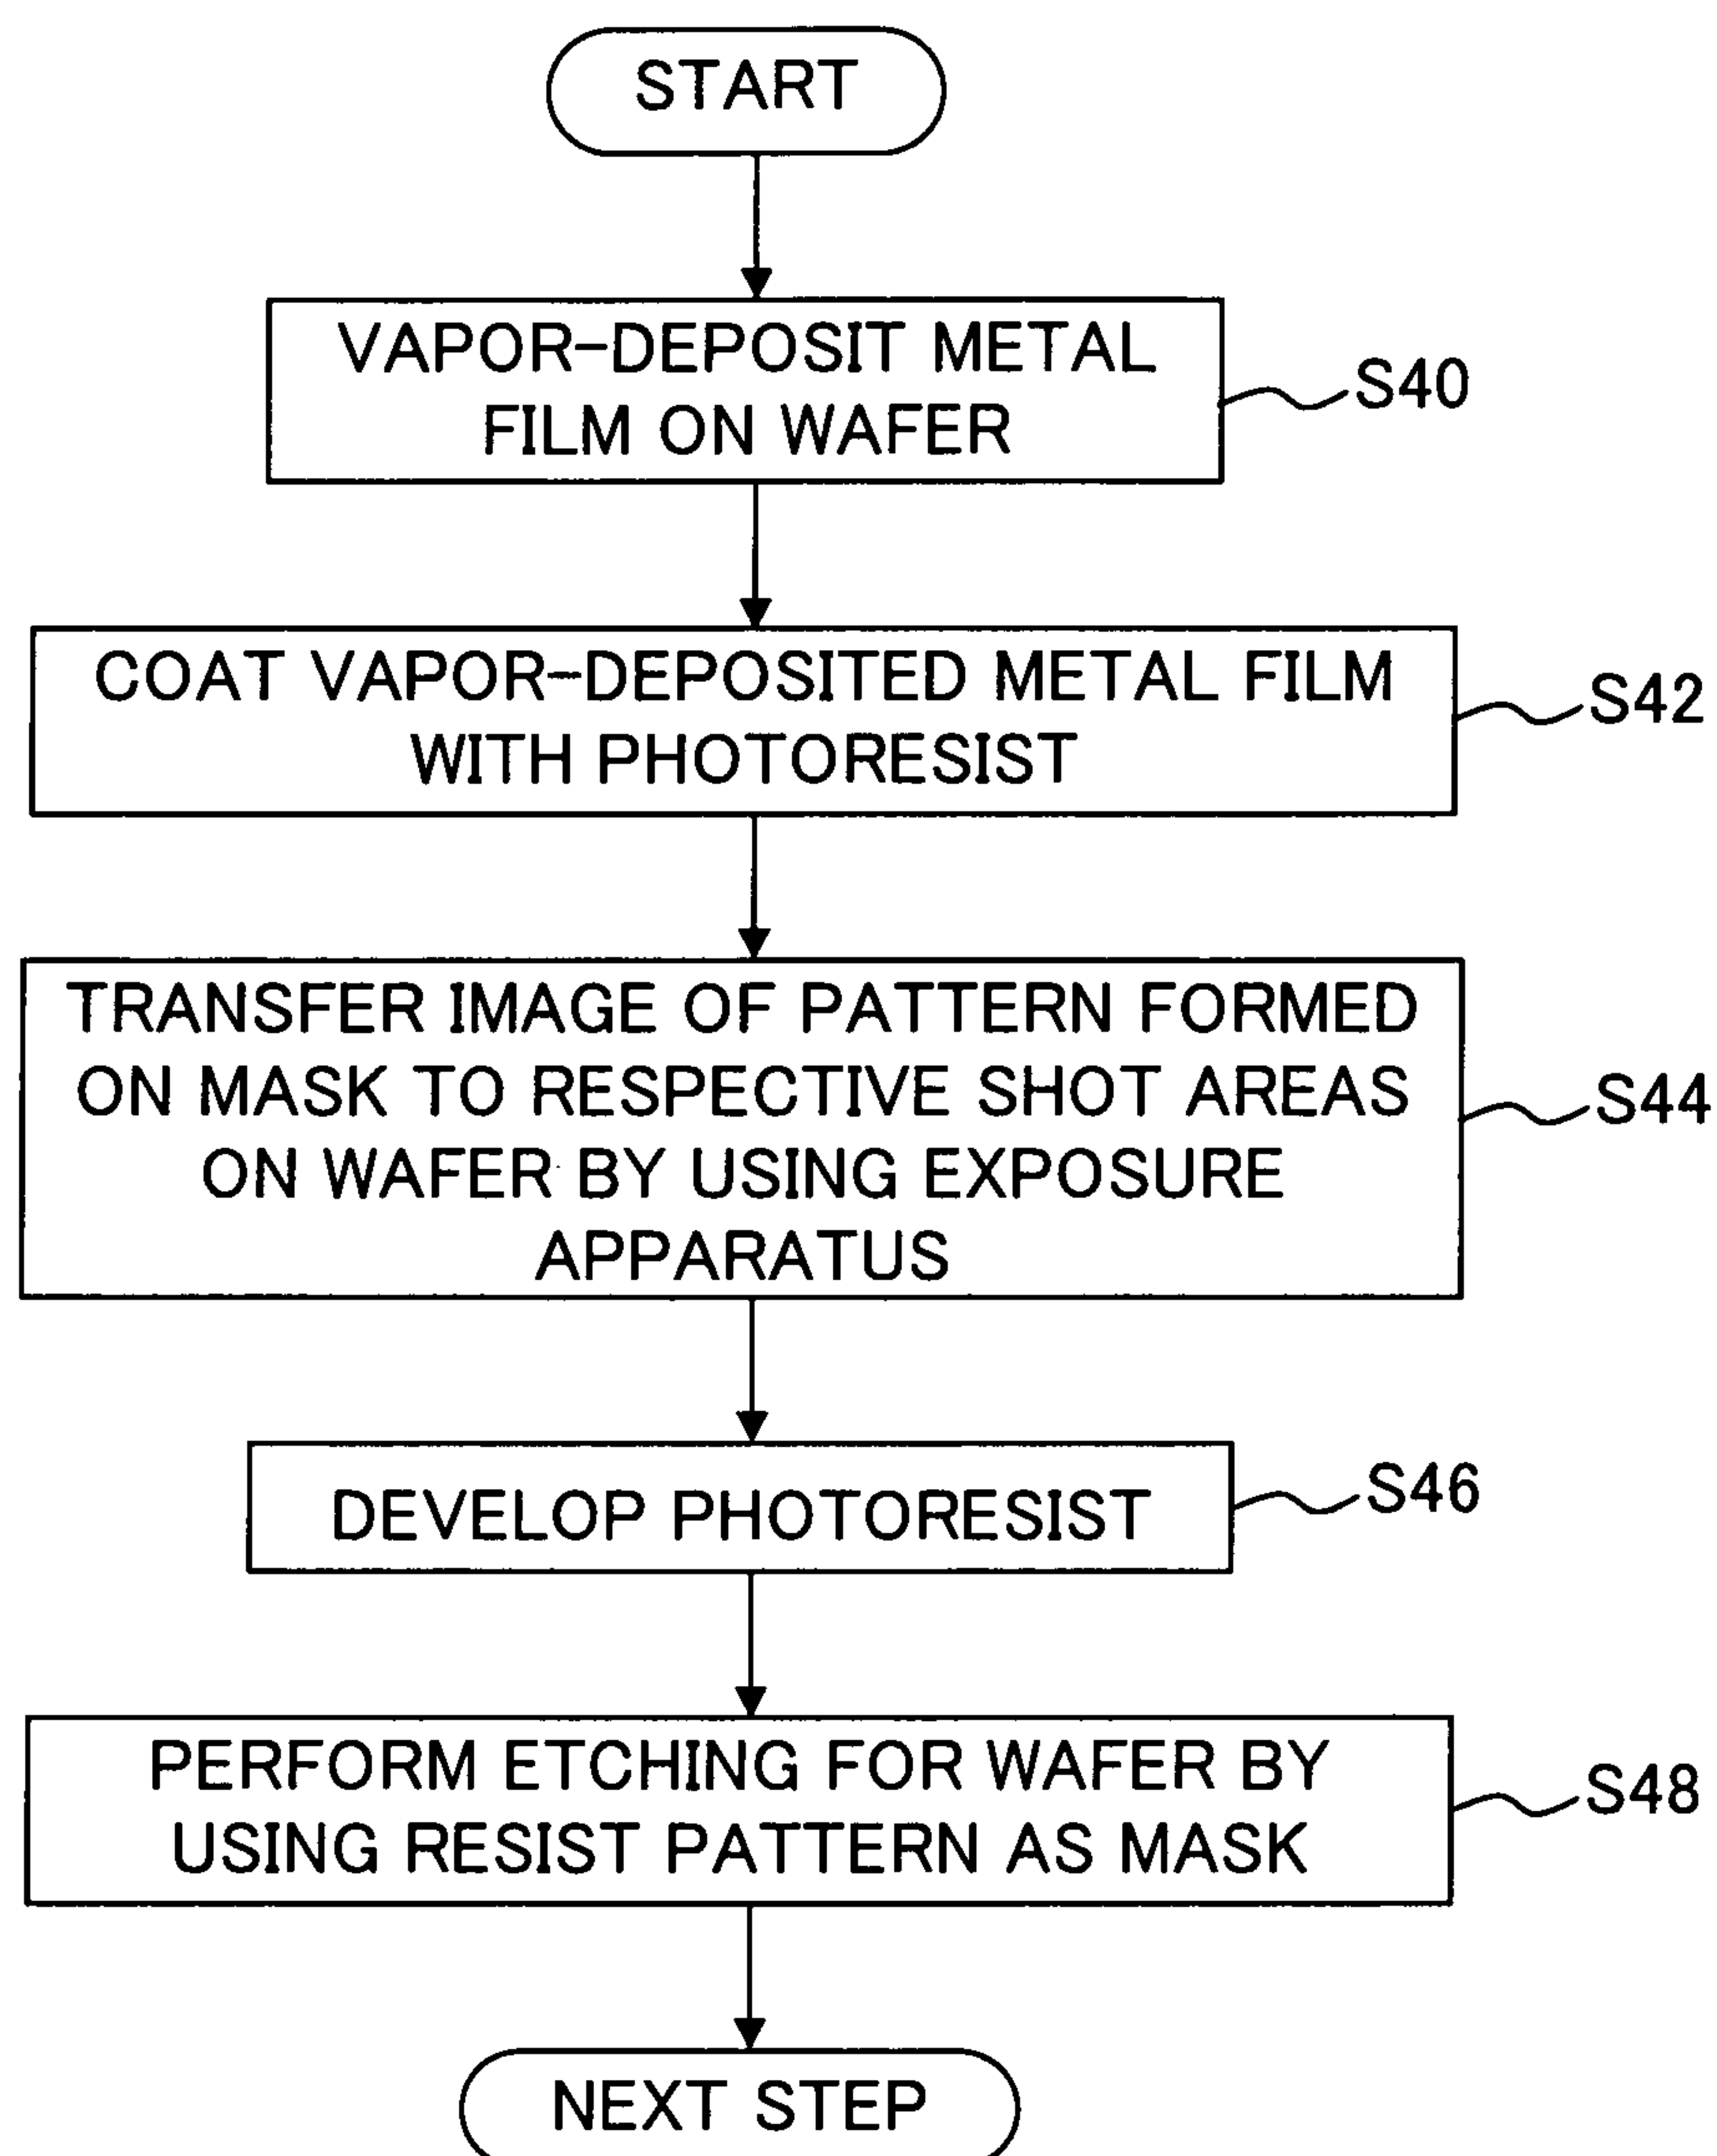 START
VAPOR-DEPOSIT METAL
FILM ON WAFER
S40
COAT VAPOR-DEPOSITED METAL FILM
WITH PHOTORESIST
S42
TRANSFER IMAGE OF PATTERN FORMED
ON MASK TO RESPECTIVE SHOT AREAS
ON WAFER BY USING EXPOSURE
APPARATUS
S44
DEVELOP PHOTORESIST
S46
PERFORM ETCHING FOR WAFER BY
USING RESIST PATTERN AS MASK
S48
NEXT STEP